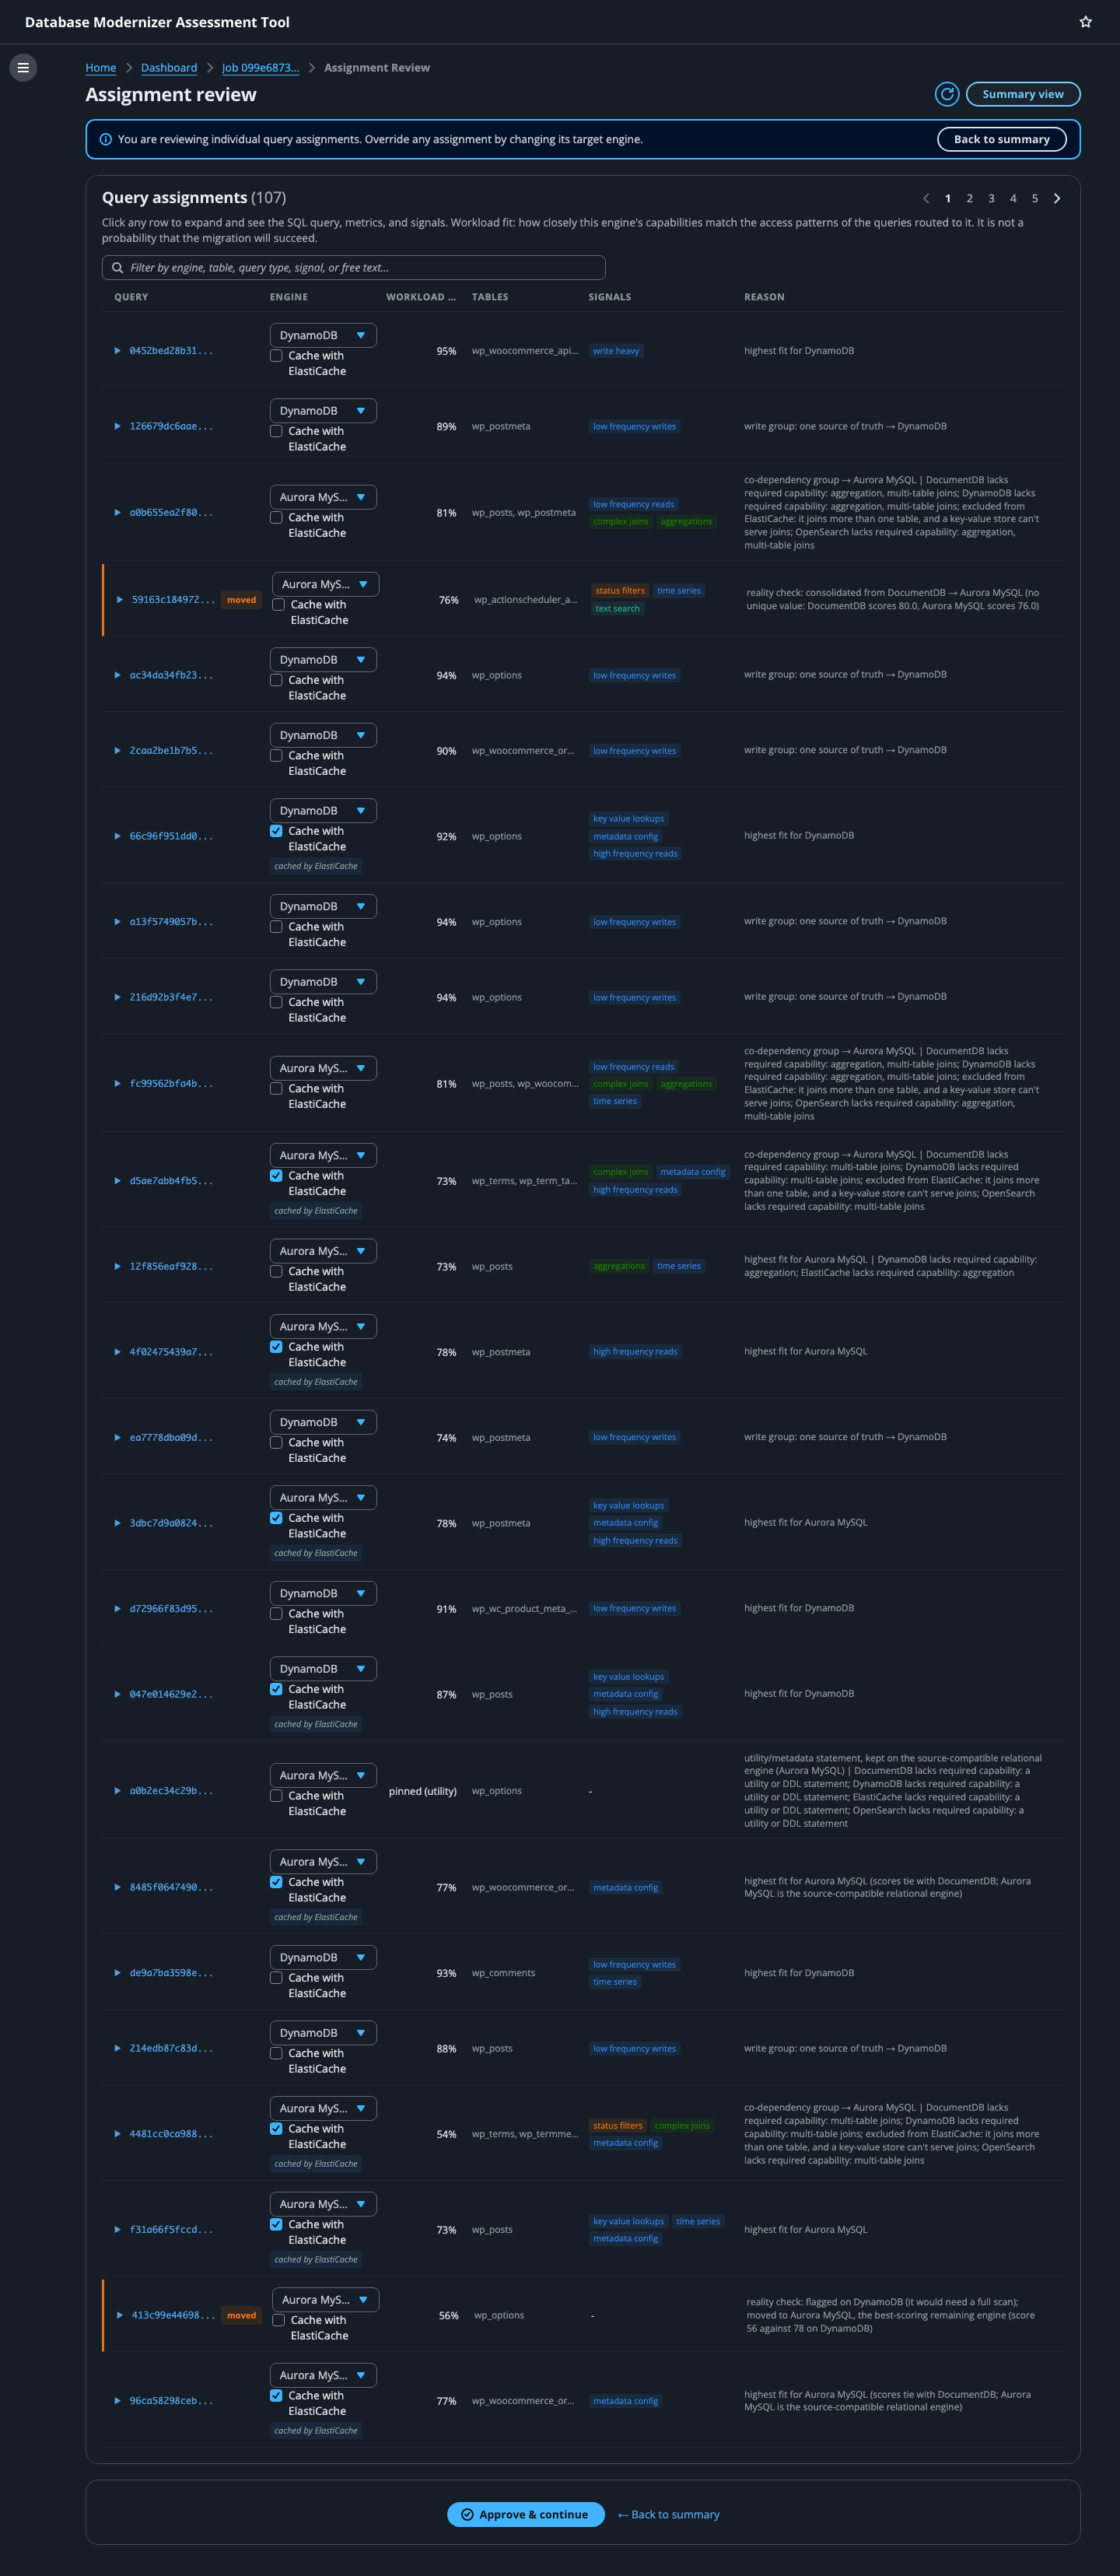 Database Modernizer Assessment Tool
Home > Dashboard > Job 099e6873... > Assignment Review
Assignment review
Summary view
You are reviewing individual query assignments. Override any assignment by changing its target engine.
Back to summary
Query assignments (107)
1 2 3 4 5
Click any row to expand and see the SQL query, metrics, and signals. Workload fit: how closely this engine's capabilities match the access patterns of the queries routed to it. It is not a
probability that the migration will succeed.
Filter by engine, table, query type, signal, or free text...
QUERY ENGINE WORKLOAD ... TABLES SIGNALS REASON
0452bed28b31... DynamoDB 95% wp_woocommerce_api... write heavy highest fit for DynamoDB
Cache with
ElastiCache
126679dc6aae... DynamoDB 89% wp_postmeta low frequency writes write group: one source of truth → DynamoDB
Cache with
ElastiCache
a0b655ea2f80... Aurora MyS... 81% wp_posts, wp_postmeta low frequency reads complex joins aggregations
Cache with
ElastiCache
co-dependency group → Aurora MySQL | DocumentDB lacks
required capability: aggregation, multi-table joins; DynamoDB lacks
required capability: aggregation, multi-table joins; excluded from
ElastiCache: it joins more than one table, and a key-value store can't
serve joins; OpenSearch lacks required capability: aggregation,
multi-table joins
59163c184972... moved Aurora MyS... 76% wp_actionscheduler_a... status filters time series text search
Cache with
ElastiCache
reality check: consolidated from DocumentDB → Aurora MySQL (no
unique value: DocumentDB scores 80.0, Aurora MySQL scores 76.0)
ac34da34fb23... DynamoDB 94% wp_options low frequency writes write group: one source of truth → DynamoDB
Cache with
ElastiCache
2caa2be1b7b5... DynamoDB 90% wp_woocommerce_or... low frequency writes write group: one source of truth → DynamoDB
Cache with
ElastiCache
66c96f951dd0... DynamoDB 92% wp_options key value lookups metadata config high frequency reads highest fit for DynamoDB
Cache with
ElastiCache
cached by ElastiCache
a13f5749057b... DynamoDB 94% wp_options low frequency writes write group: one source of truth → DynamoDB
Cache with
ElastiCache
216d92b3f4e7... DynamoDB 94% wp_options low frequency writes write group: one source of truth → DynamoDB
Cache with
ElastiCache
fc99562bfa4b... Aurora MyS... 81% wp_posts, wp_woocom... low frequency reads complex joins aggregations time series
Cache with
ElastiCache
co-dependency group → Aurora MySQL | DocumentDB lacks
required capability: aggregation, multi-table joins; DynamoDB lacks
required capability: aggregation, multi-table joins; excluded from
ElastiCache: it joins more than one table, and a key-value store can't
serve joins; OpenSearch lacks required capability: aggregation,
multi-table joins
d5ae7abb4fb5... Aurora MyS... 73% wp_terms, wp_term_ta... complex joins metadata config high frequency reads
Cache with
ElastiCache
cached by ElastiCache
co-dependency group → Aurora MySQL | DocumentDB lacks
required capability: multi-table joins; DynamoDB lacks required
capability: multi-table joins; excluded from ElastiCache: it joins more
than one table, and a key-value store can't serve joins; OpenSearch
lacks required capability: multi-table joins
12f856eaf928... Aurora MyS... 73% wp_posts aggregations time series
Cache with
ElastiCache
highest fit for Aurora MySQL | DynamoDB lacks required capability:
aggregation; ElastiCache lacks required capability: aggregation
4f02475439a7... Aurora MyS... 78% wp_postmeta high frequency reads highest fit for Aurora MySQL
Cache with
ElastiCache
cached by ElastiCache
ea7778dba09d... DynamoDB 74% wp_postmeta low frequency writes write group: one source of truth → DynamoDB
Cache with
ElastiCache
3dbc7d9a0824... Aurora MyS... 78% wp_postmeta key value lookups metadata config high frequency reads highest fit for Aurora MySQL
Cache with
ElastiCache
cached by ElastiCache
d72966f83d95... DynamoDB 91% wp_wc_product_meta_... low frequency writes highest fit for DynamoDB
Cache with
ElastiCache
047e014629e2... DynamoDB 87% wp_posts key value lookups metadata config high frequency reads highest fit for DynamoDB
Cache with
ElastiCache
cached by ElastiCache
a0b2ec34c29b... Aurora MyS... pinned (utility) wp_options -
Cache with
ElastiCache
utility/metadata statement, kept on the source-compatible relational
engine (Aurora MySQL) | DocumentDB lacks required capability: a
utility or DDL statement; DynamoDB lacks required capability: a
utility or DDL statement; ElastiCache lacks required capability: a
utility or DDL statement; OpenSearch lacks required capability: a
utility or DDL statement
8485f0647490... Aurora MyS... 77% wp_woocommerce_or... metadata config
Cache with
ElastiCache
cached by ElastiCache
highest fit for Aurora MySQL (scores tie with DocumentDB; Aurora
MySQL is the source-compatible relational engine)
de9a7ba3598e... DynamoDB 93% wp_comments low frequency writes time series highest fit for DynamoDB
Cache with
ElastiCache
214edb87c83d... DynamoDB 88% wp_posts low frequency writes write group: one source of truth → DynamoDB
Cache with
ElastiCache
4481cc0ca988... Aurora MyS... 54% wp_terms, wp_termme... status filters complex joins metadata config
Cache with
ElastiCache
cached by ElastiCache
co-dependency group → Aurora MySQL | DocumentDB lacks
required capability: multi-table joins; DynamoDB lacks required
capability: multi-table joins; excluded from ElastiCache: it joins more
than one table, and a key-value store can't serve joins; OpenSearch
lacks required capability: multi-table joins
f31a66f5fccd... Aurora MyS... 73% wp_posts key value lookups time series metadata config highest fit for Aurora MySQL
Cache with
ElastiCache
cached by ElastiCache
413c99e44698... moved Aurora MyS... 56% wp_options -
Cache with
ElastiCache
reality check: flagged on DynamoDB (it would need a full scan);
moved to Aurora MySQL, the best-scoring remaining engine (score
56 against 78 on DynamoDB)
96ca58298ceb... Aurora MyS... 77% wp_woocommerce_or... metadata config
Cache with
ElastiCache
cached by ElastiCache
highest fit for Aurora MySQL (scores tie with DocumentDB; Aurora
MySQL is the source-compatible relational engine)
Approve & continue
← Back to summary